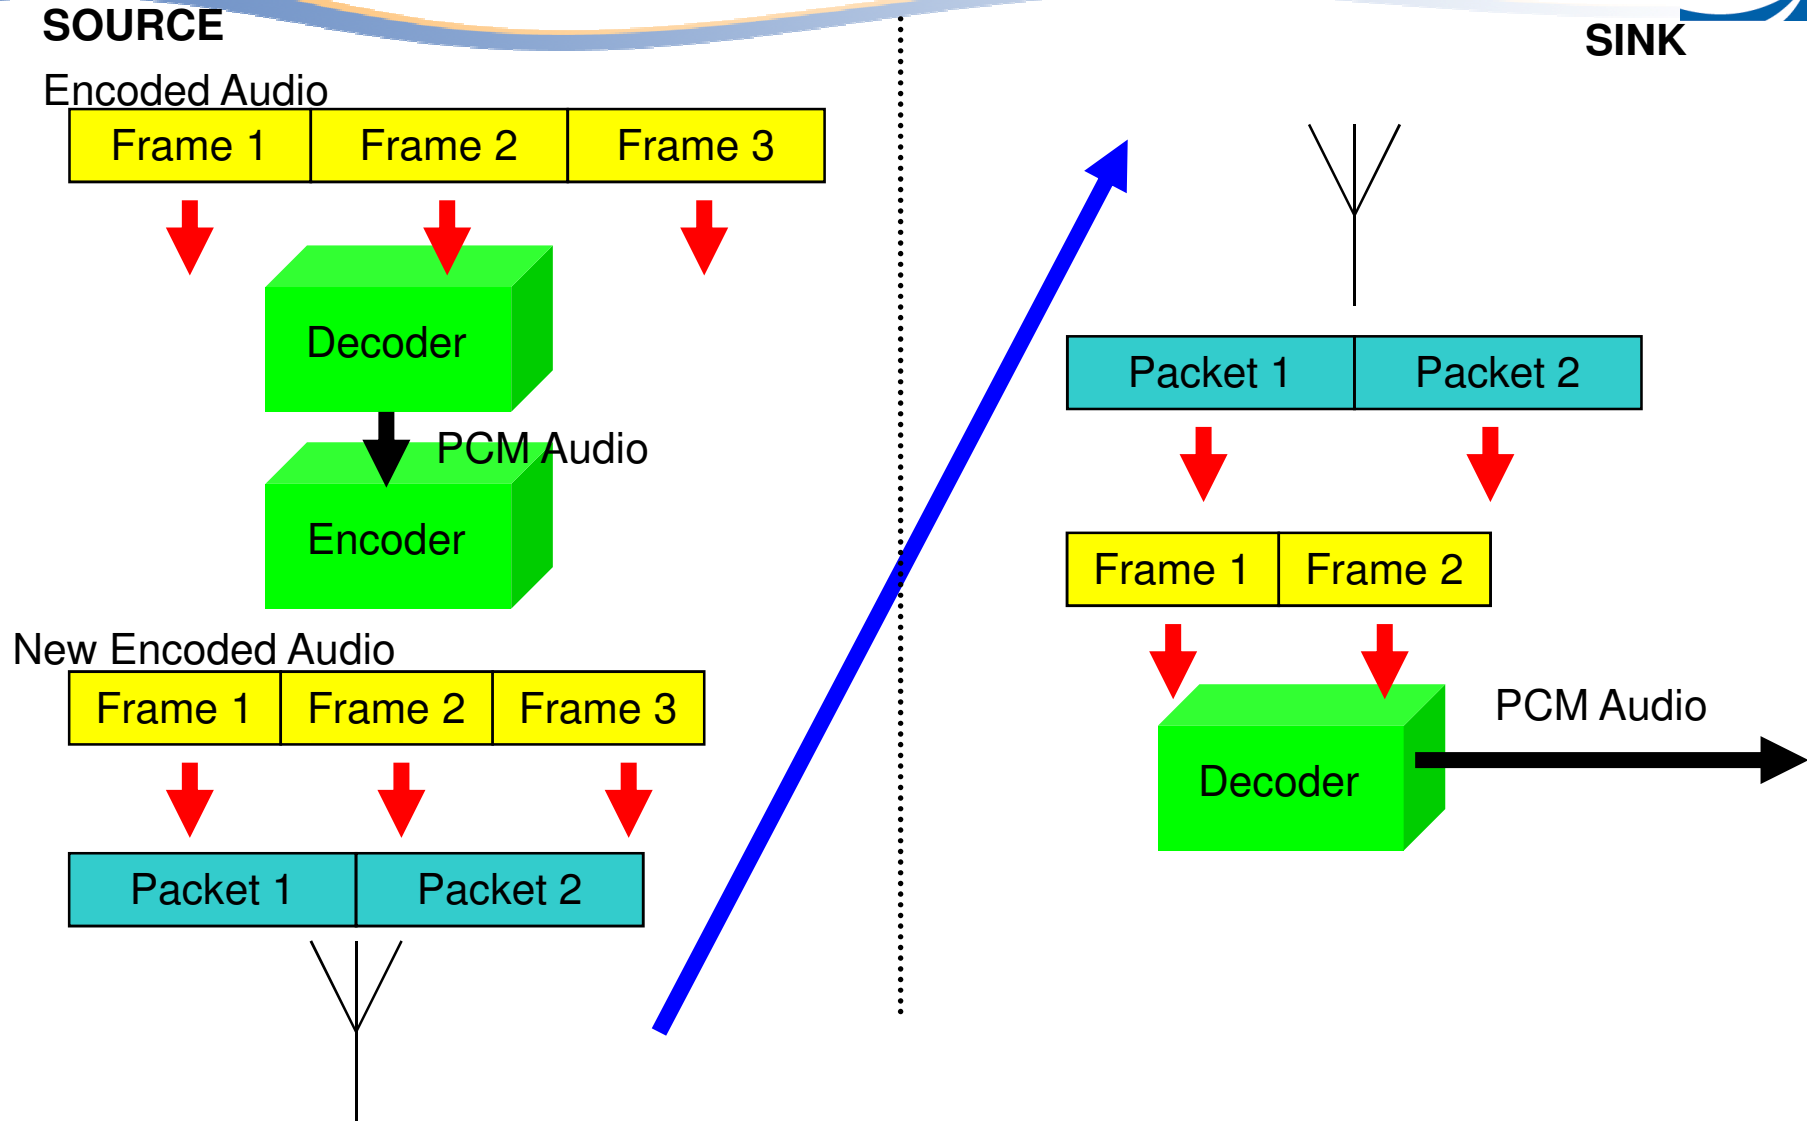 SOURCE
Encoded Audio
Frame 1 Frame 2 Frame 3
Decoder
PCM Audio
Encoder
New Encoded Audio
Frame 1 Frame 2 Frame 3
Packet 1 Packet 2
SINK
Packet 1 Packet 2
Frame 1 Frame 2
Decoder
PCM Audio